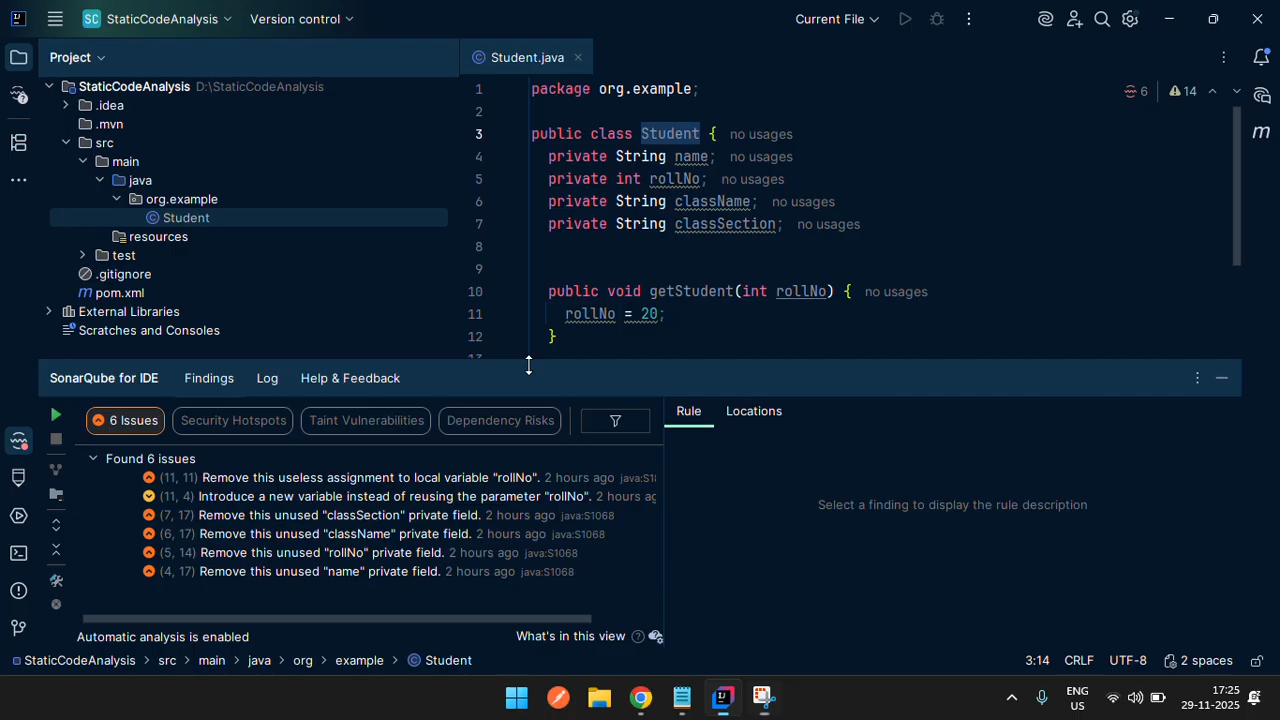 SC StaticCodeAnalysis Version control Current File
Project
Student.java
StaticCodeAnalysis D:\StaticCodeAnalysis
.idea
.mvn
src
main
java
org.example
Student
resources
test
.gitignore
m pom.xml
External Libraries
Scratches and Consoles
6 14
1 package org.example;
2
3 public class Student { no usages
4 private String name; no usages
5 private int rollNo; no usages
6 private String className; no usages
7 private String classSection; no usages
8
9
10 public void getStudent(int rollNo) { no usages
11 rollNo = 20;
12 }
13
m
SonarQube for IDE Findings Log Help & Feedback
6 Issues Security Hotspots Taint Vulnerabilities Dependency Risks
Found 6 issues
(11, 11) Remove this useless assignment to local variable "rollNo". 2 hours ago java:S18
(11, 4) Introduce a new variable instead of reusing the parameter "rollNo". 2 hours ag
(7, 17) Remove this unused "classSection" private field. 2 hours ago java:S1068
(6, 17) Remove this unused "className" private field. 2 hours ago java:S1068
(5, 14) Remove this unused "rollNo" private field. 2 hours ago java:S1068
(4, 17) Remove this unused "name" private field. 2 hours ago java:S1068
Automatic analysis is enabled What's in this view
Rule Locations
Select a finding to display the rule description
StaticCodeAnalysis > src > main > java > org > example > Student 3:14 CRLF UTF-8 2 spaces
ENG
US
17:25
29-11-2025